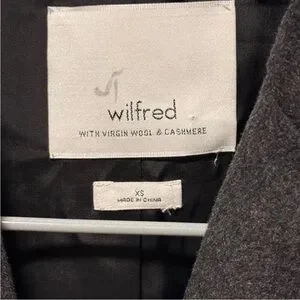 wilfred
WITH VIRGIN WOOL & CASHMERE
XS
MADE IN CHINA